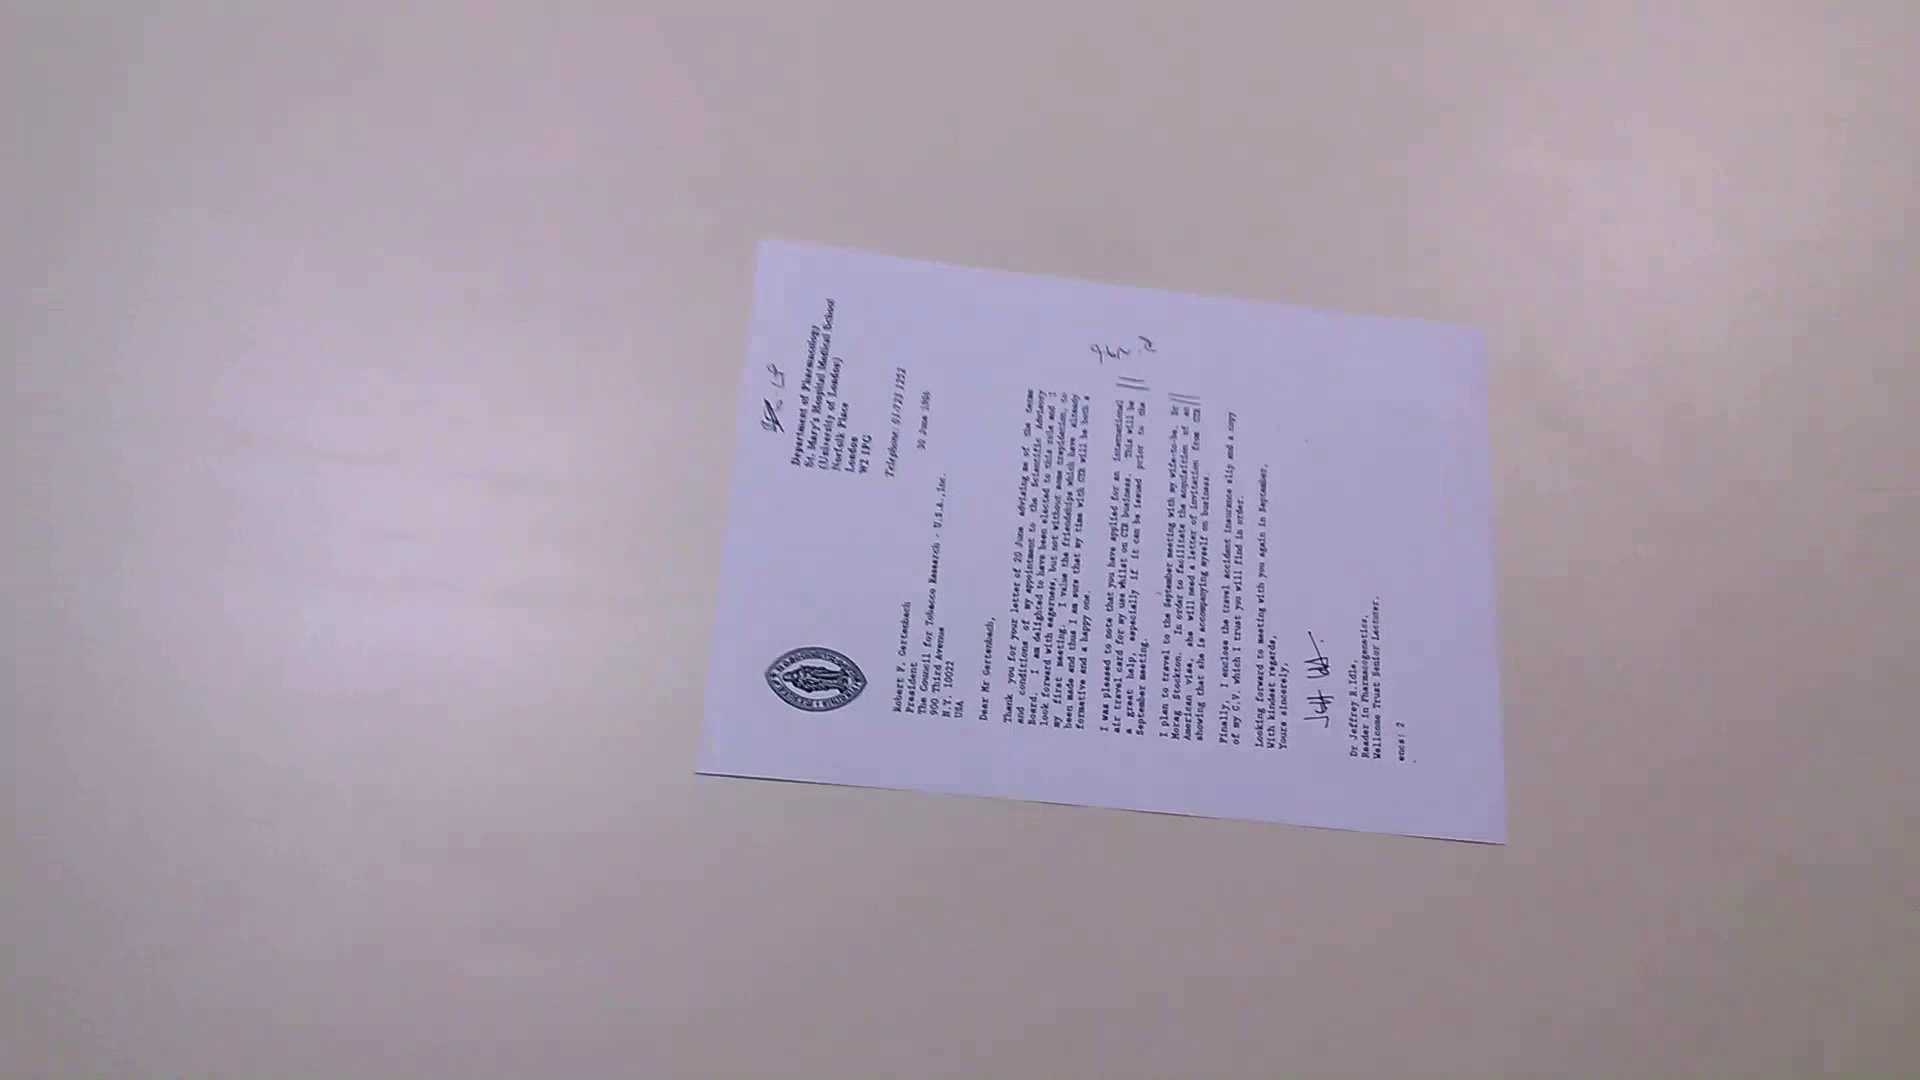 Department of Pharmacology
St. Mary's Hospital Medical School
(University of London)
Norfolk Place
London
W2 1PG
Telephone: 01-723 1252
30 June 1986
Robert F. Gertenbach
President
The Council for Tobacco Research - U.S.A., Inc.
900 Third Avenue
N.Y. 10022
USA
Dear Mr Gertenbach,
Thank you for your letter of 20 June advising me of the terms
and conditions of my appointment to the Scientific Advisory
Board. I am delighted to have been elected to this role and I
look forward with eagerness, but not without some trepidation, to
my first meeting. I value the friendships which have already
been made and thus I am sure that my time with CTR will be both a
formative and a happy one.
I was pleased to note that you have applied for an international
air travel card for my use whilst on CTR business. This will be
a great help, especially if it can be issued prior to the
September meeting.
I plan to travel to the September meeting with my wife-to-be, Dr
Morag Stockton. In order to facilitate the acquisition of an
American visa, she will need a letter of invitation from CTR
showing that she is accompanying myself on business.
Finally, I enclose the travel accident insurance slip and a copy
of my C.V. which I trust you will find in order.
Looking forward to meeting with you again in September.
With kindest regards,
Yours sincerely,
Dr Jeffrey R.Idle,
Reader in Pharmacogenetics,
Wellcome Trust Senior Lecturer.
encs: 2